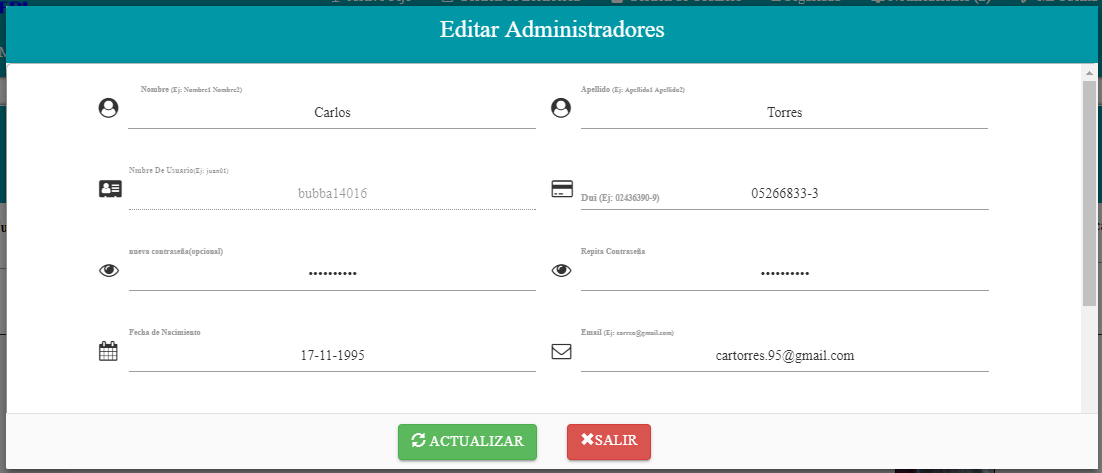 Editar Administradores
Nombre (Ej: Nombre1 Nombre2)
Apellido (Ej: Apellido1 Apellido2)
Carlos
Torres
Nmbre De Usuario(Ej: juan01)
bubba14016
Dui (Ej: 02436390-9)
05266833-3
nueva contraseña(opcional)
Repita Contraseña
••••••••••
••••••••••
Fecha de Nacimiento
Email (Ej: correo@gmail.com)
17-11-1995
cartorres.95@gmail.com
ACTUALIZAR
SALIR